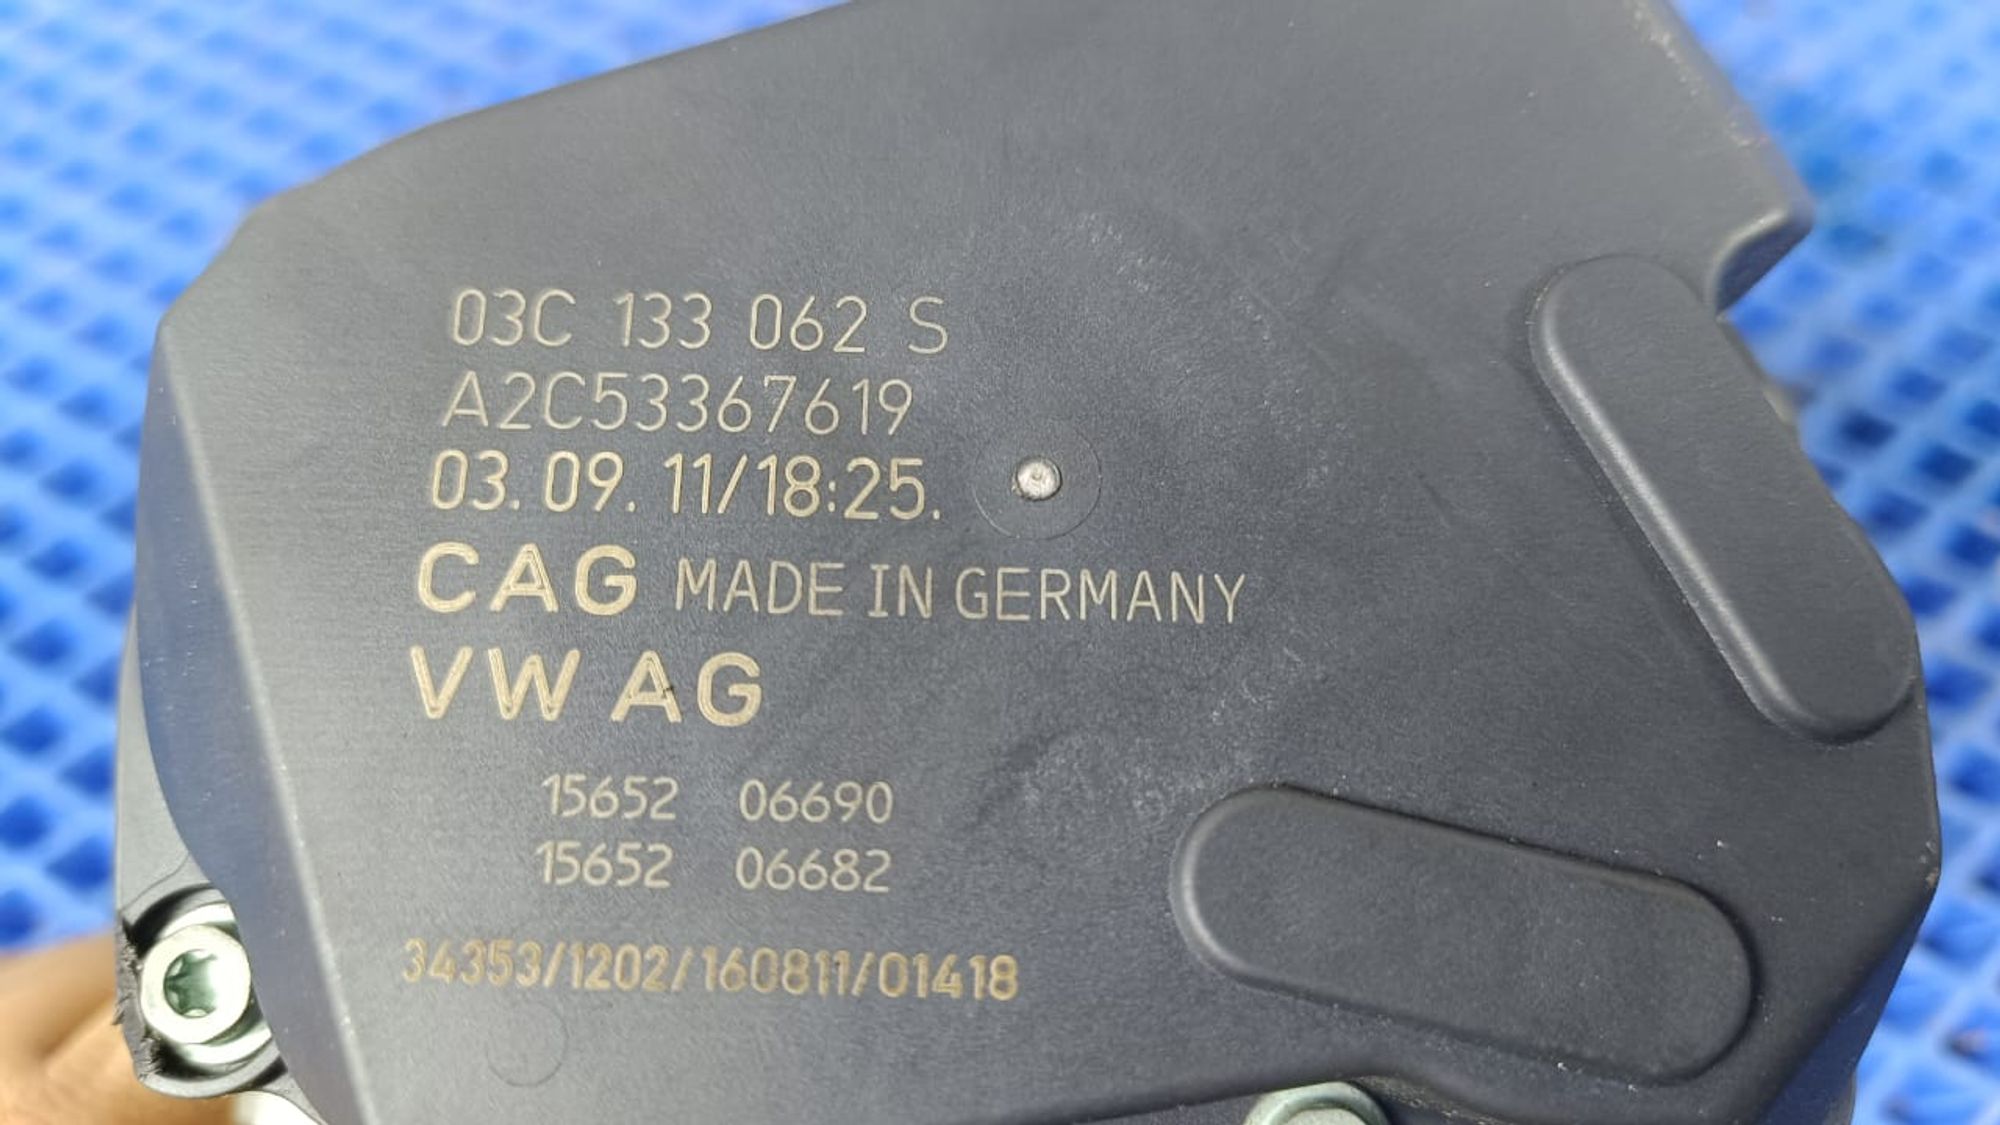 03C 133 062 S
A2C53367619
03.09.11/18:25.
CAG MADE IN GERMANY
VW AG
15652 06690
15652 06682
34353/1202/160811/01418